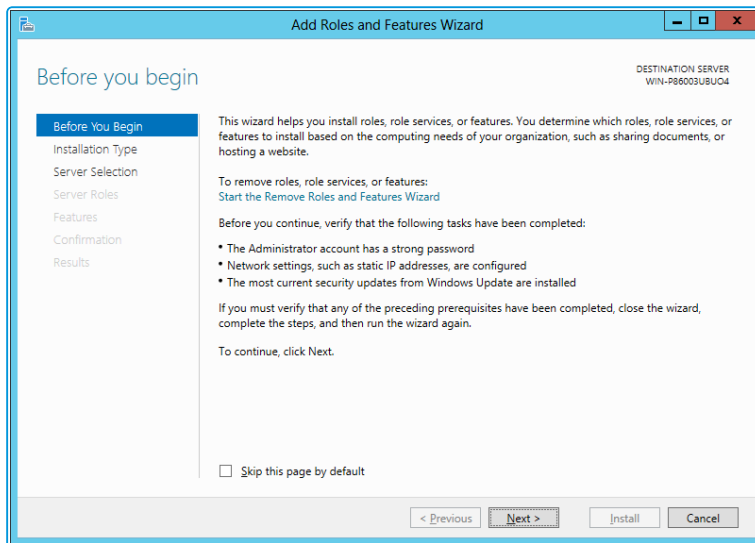 Add Roles and Features Wizard
Before you begin
DESTINATION SERVER
WIN-P86003UBUO4
Before You Begin
Installation Type
Server Selection
Server Roles
Features
Confirmation
Results
This wizard helps you install roles, role services, or features. You determine which roles, role services, or
features to install based on the computing needs of your organization, such as sharing documents, or
hosting a website.
To remove roles, role services, or features:
Start the Remove Roles and Features Wizard
Before you continue, verify that the following tasks have been completed:
• The Administrator account has a strong password
• Network settings, such as static IP addresses, are configured
• The most current security updates from Windows Update are installed
If you must verify that any of the preceding prerequisites have been completed, close the wizard,
complete the steps, and then run the wizard again.
To continue, click Next.
Skip this page by default
< Previous Next > Install Cancel